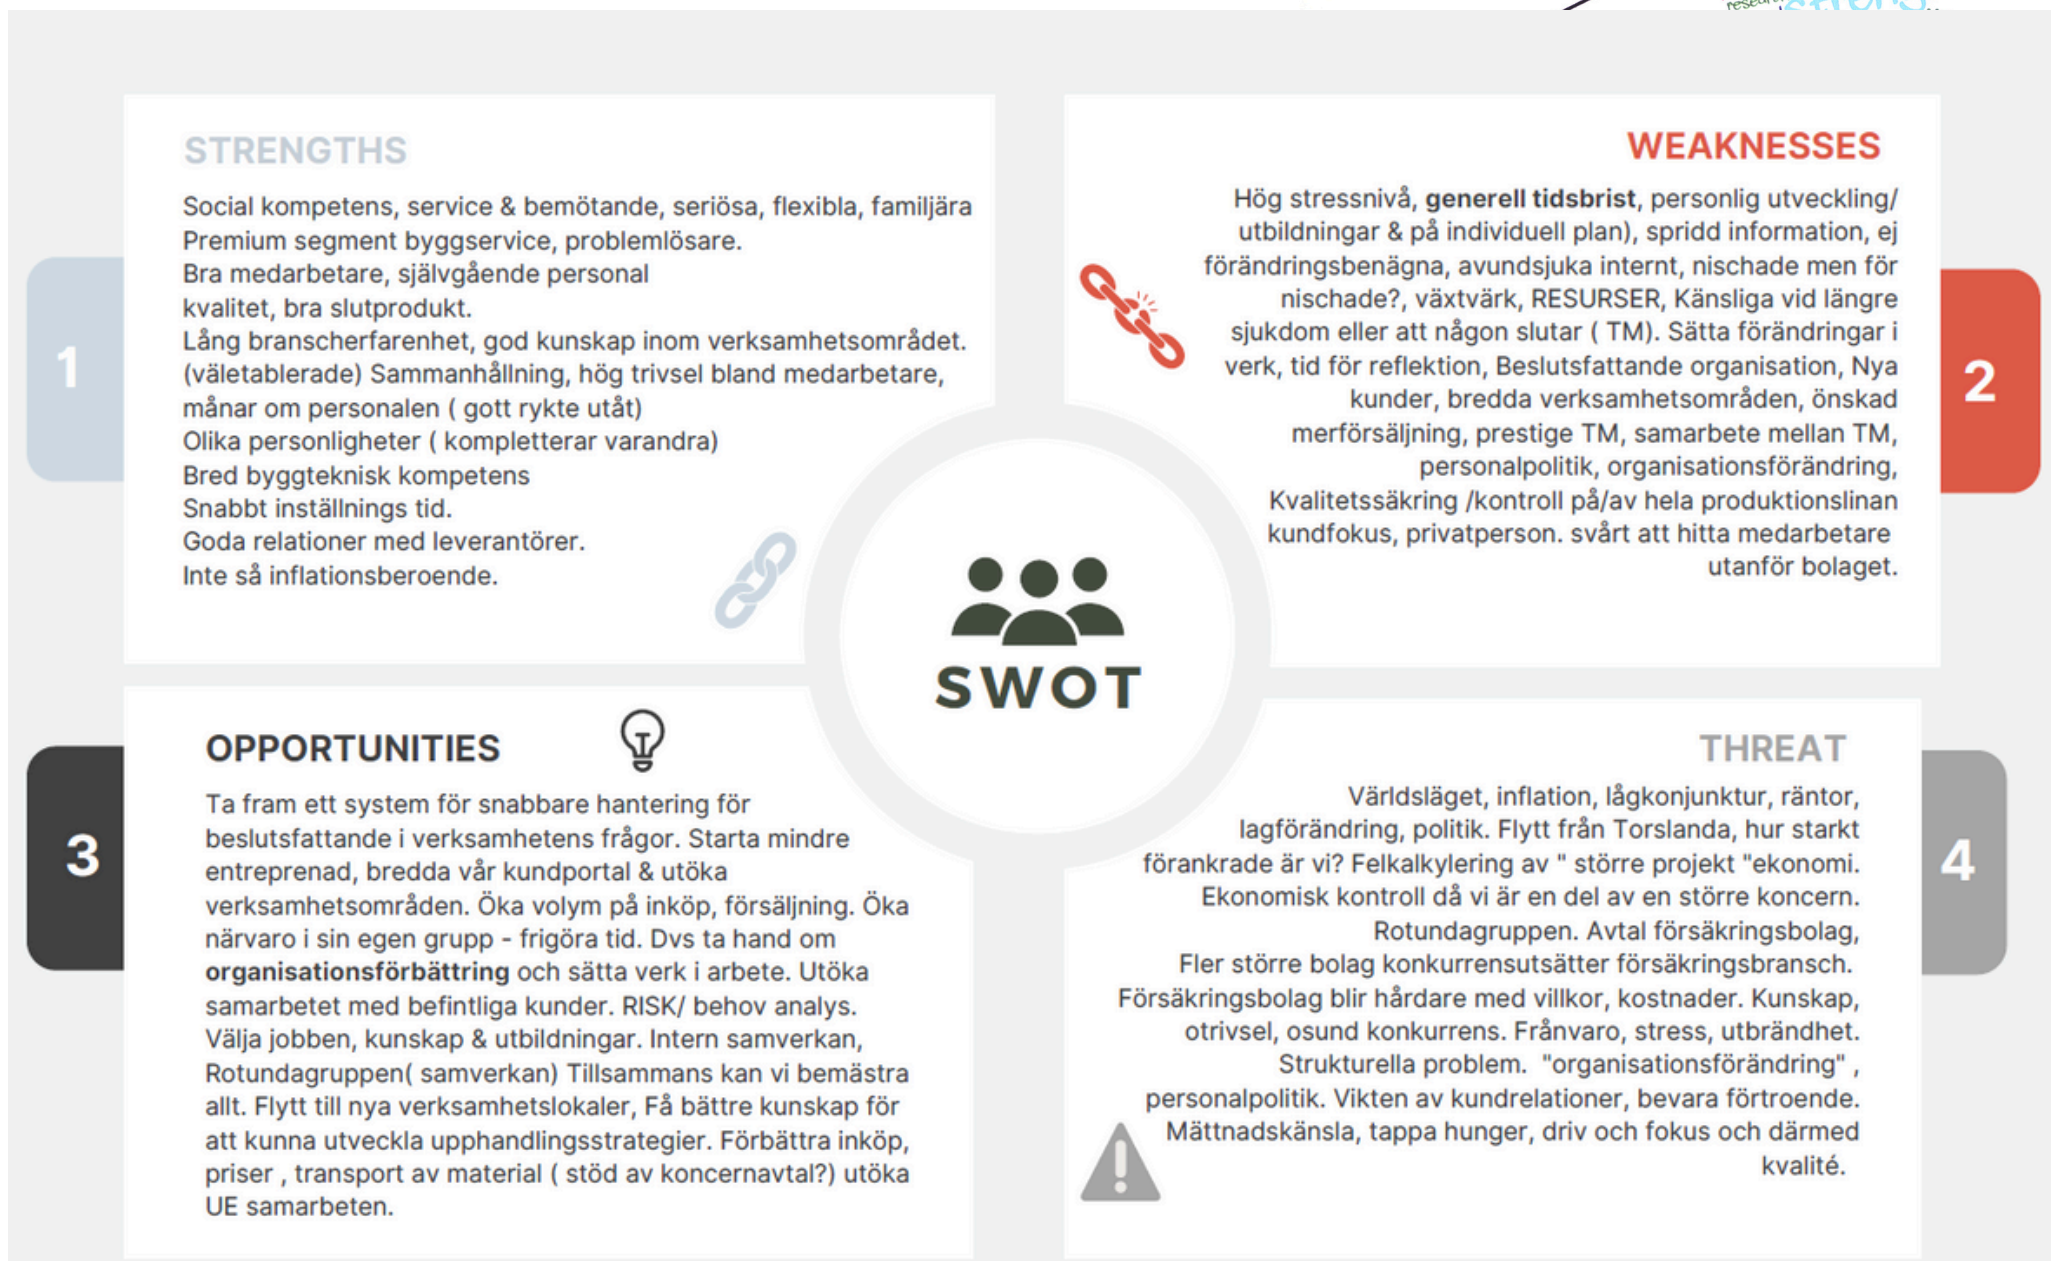 STRENGTHS
Social kompetens, service & bemötande, seriösa, flexibla, familjära
Premium segment byggservice, problemlösare.
Bra medarbetare, självgående personal
kvalitet, bra slutprodukt.
Lång branscherfarenhet, god kunskap inom verksamhetsområdet.
(väletablerade) Sammanhållning, hög trivsel bland medarbetare,
månar om personalen ( gott rykte utåt)
Olika personligheter ( kompletterar varandra)
Bred byggteknisk kompetens
Snabbt inställnings tid.
Goda relationer med leverantörer.
Inte så inflationsberoende.
1
WEAKNESSES
Hög stressnivå, generell tidsbrist, personlig utveckling/
utbildningar & på individuell plan), spridd information, ej
förändringsbenägna, avundsjuka internt, nischade men för
nischade?, växtvärk, RESURSER, Känsliga vid längre
sjukdom eller att någon slutar ( TM). Sätta förändringar i
verk, tid för reflektion, Beslutsfattande organisation, Nya
kunder, bredda verksamhetsområden, önskad
merförsäljning, prestige TM, samarbete mellan TM,
personalpolitik, organisationsförändring,
Kvalitetssäkring /kontroll på/av hela produktionslinan
kundfokus, privatperson. svårt att hitta medarbetare
utanför bolaget.
2
SWOT
OPPORTUNITIES
Ta fram ett system för snabbare hantering för
beslutsfattande i verksamhetens frågor. Starta mindre
entreprenad, bredda vår kundportal & utöka
verksamhetsområden. Öka volym på inköp, försäljning. Öka
närvaro i sin egen grupp - frigöra tid. Dvs ta hand om
organisationsförbättring och sätta verk i arbete. Utöka
samarbetet med befintliga kunder. RISK/ behov analys.
Välja jobben, kunskap & utbildningar. Intern samverkan,
Rotundagruppen( samverkan) Tillsammans kan vi bemästra
allt. Flytt till nya verksamhetslokaler, Få bättre kunskap för
att kunna utveckla upphandlingsstrategier. Förbättra inköp,
priser , transport av material ( stöd av koncernavtal?) utöka
UE samarbeten.
3
THREAT
Världsläget, inflation, lågkonjunktur, räntor,
lagförändring, politik. Flytt från Torslanda, hur starkt
förankrade är vi? Felkalkylering av " större projekt "ekonomi.
Ekonomisk kontroll då vi är en del av en större koncern.
Rotundagruppen. Avtal försäkringsbolag,
Fler större bolag konkurrensutsätter försäkringsbransch.
Försäkringsbolag blir hårdare med villkor, kostnader. Kunskap,
otrivsel, osund konkurrens. Frånvaro, stress, utbrändhet.
Strukturella problem. "organisationsförändring" ,
personalpolitik. Vikten av kundrelationer, bevara förtroende.
Mättnadskänsla, tappa hunger, driv och fokus och därmed
kvalité.
4